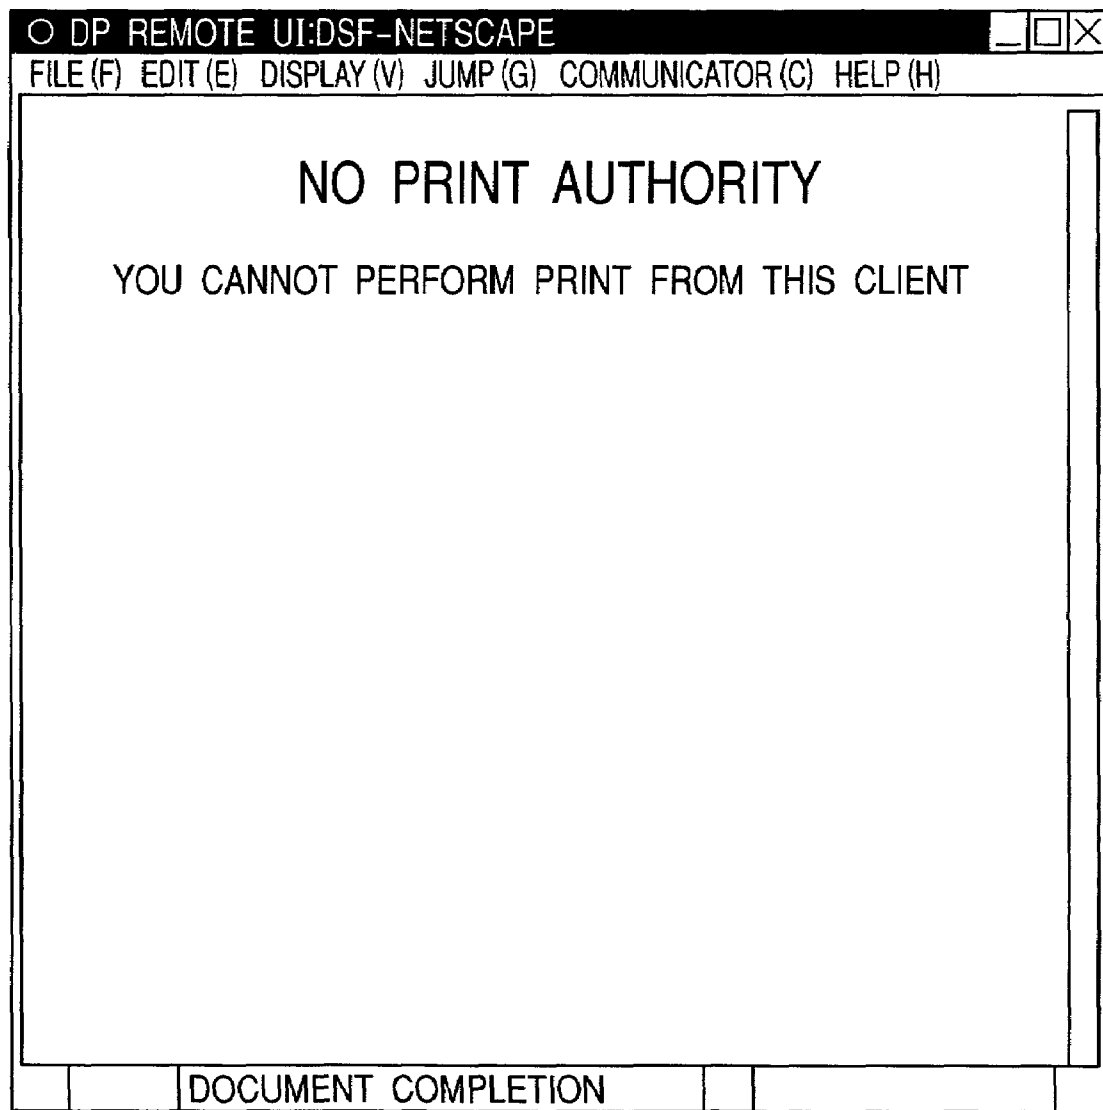 DP REMOTE UI:DSF-NETSCAPE
FILE (F) EDIT (E) DISPLAY (V) JUMP (G) COMMUNICATOR (C) HELP (H)
NO PRINT AUTHORITY
YOU CANNOT PERFORM PRINT FROM THIS CLIENT
DOCUMENT COMPLETION